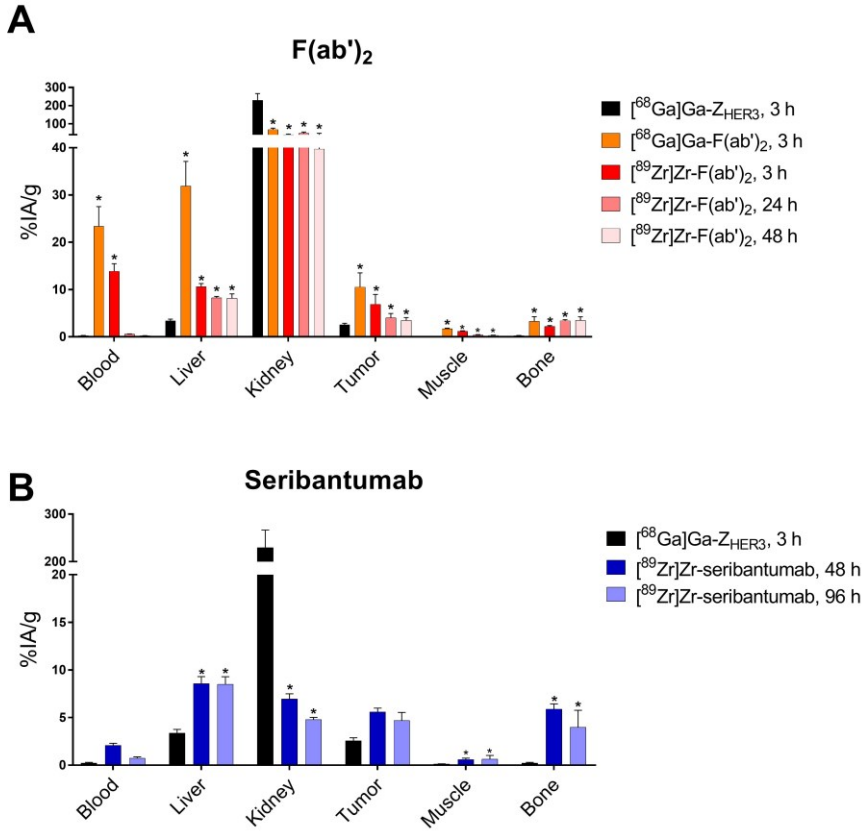 A
F(ab')₂
300
200
100
40
30
20
10
0
%IA/g
* * * * * * * * * * * * * * * * * * * * * *
Blood Liver Kidney Tumor Muscle Bone
[⁶⁸Ga]Ga-Z_HER3, 3 h
[⁶⁸Ga]Ga-F(ab')₂, 3 h
[⁸⁹Zr]Zr-F(ab')₂, 3 h
[⁸⁹Zr]Zr-F(ab')₂, 24 h
[⁸⁹Zr]Zr-F(ab')₂, 48 h
B
Seribantumab
300
200
20
15
10
5
0
%IA/g
* * * * * * * *
Blood Liver Kidney Tumor Muscle Bone
[⁶⁸Ga]Ga-Z_HER3, 3 h
[⁸⁹Zr]Zr-seribantumab, 48 h
[⁸⁹Zr]Zr-seribantumab, 96 h